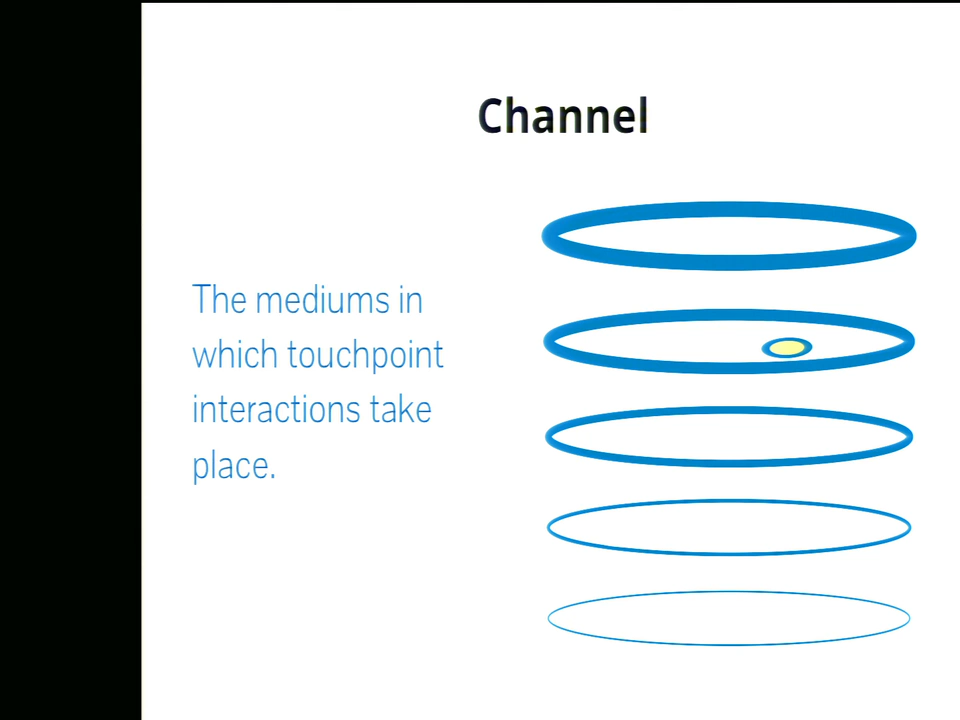 Channel
The mediums in
which touchpoint
interactions take
place.